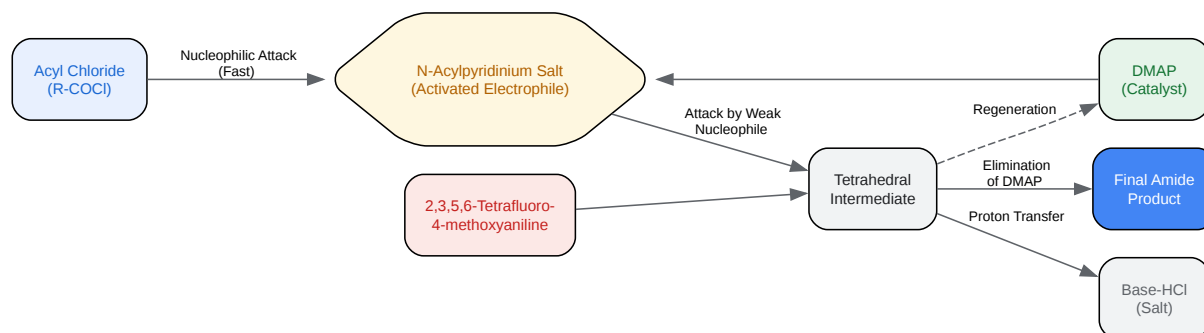 Acyl Chloride
(R-COCl)
Nucleophilic Attack
(Fast)
N-Acylpyridinium Salt
(Activated Electrophile)
DMAP
(Catalyst)
Attack by Weak
Nucleophile
Regeneration
2,3,5,6-Tetrafluoro-
4-methoxyaniline
Tetrahedral
Intermediate
Elimination
of DMAP
Final Amide
Product
Proton Transfer
Base-HCl
(Salt)